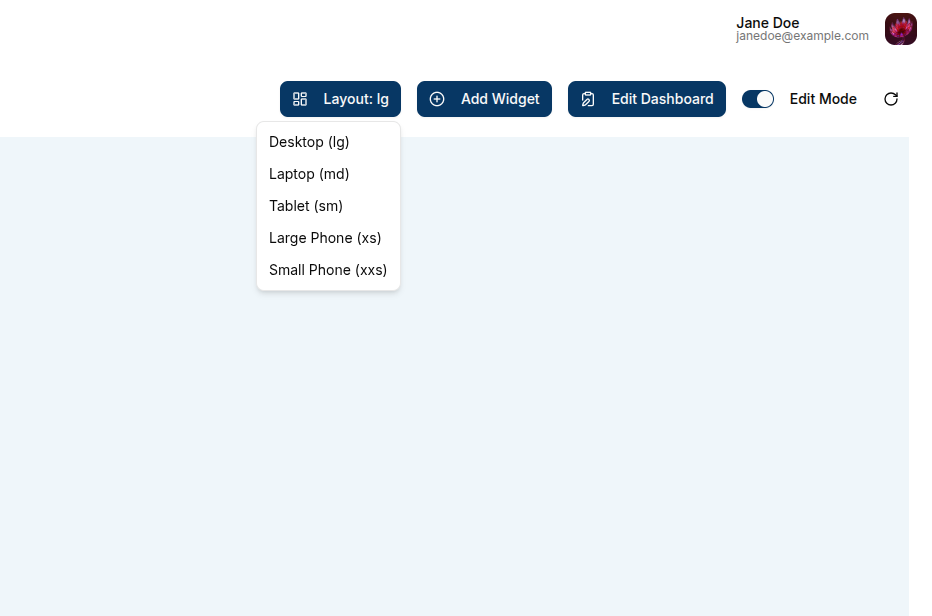 Jane Doe
janedoe@example.com
Layout: lg
Add Widget
Edit Dashboard
Edit Mode
Desktop (lg)
Laptop (md)
Tablet (sm)
Large Phone (xs)
Small Phone (xxs)